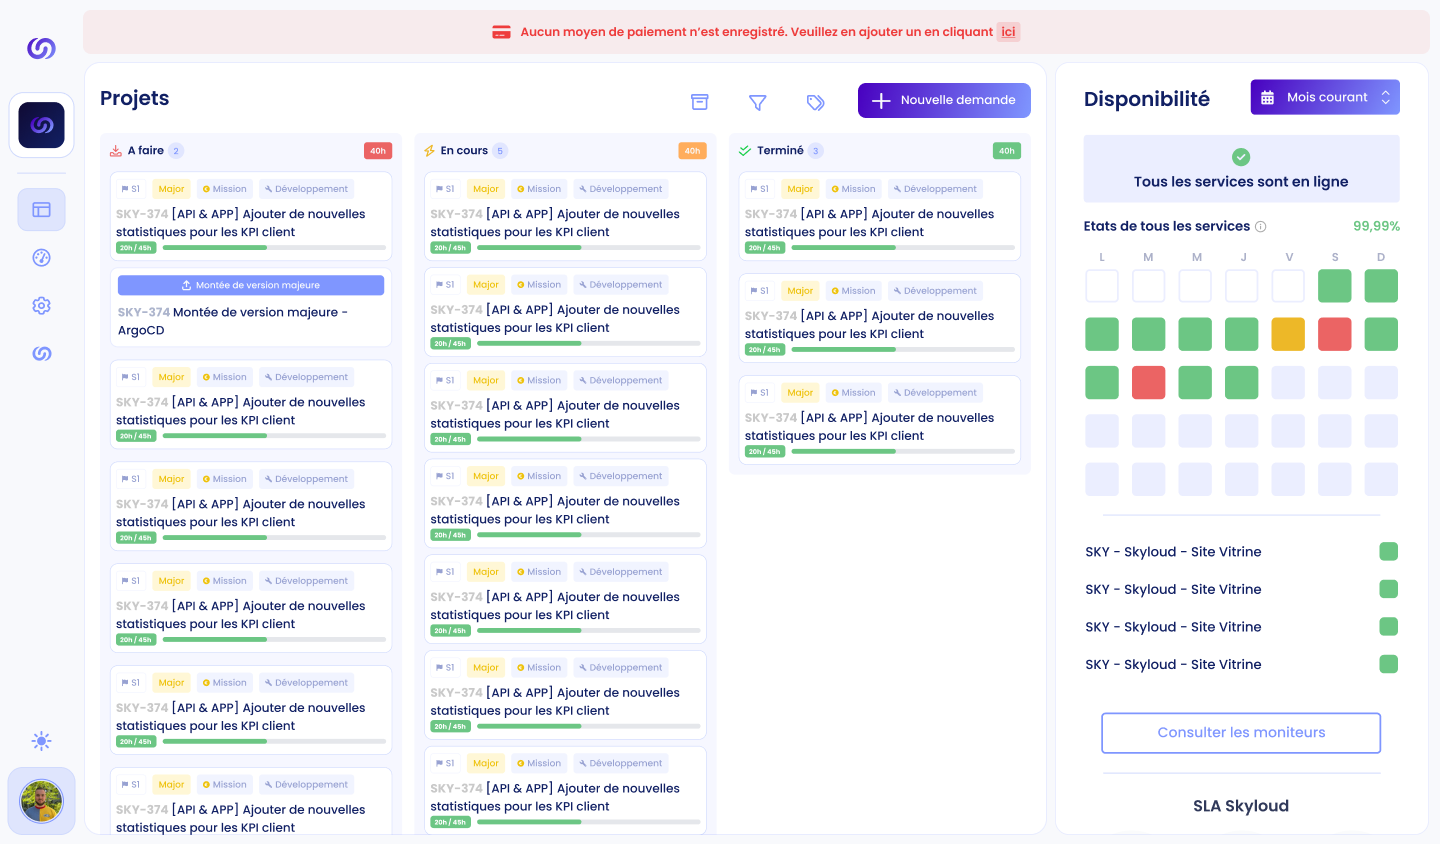 Aucun moyen de paiement n'est enregistré. Veuillez en ajouter un en cliquant ici
Projets
Nouvelle demande
A faire 2 40h
S1 Major Mission Développement
SKY-374 [API & APP] Ajouter de nouvelles
statistiques pour les KPI client
20h / 45h
Montée de version majeure
SKY-374 Montée de version majeure -
ArgoCD
S1 Major Mission Développement
SKY-374 [API & APP] Ajouter de nouvelles
statistiques pour les KPI client
20h / 45h
S1 Major Mission Développement
SKY-374 [API & APP] Ajouter de nouvelles
statistiques pour les KPI client
20h / 45h
S1 Major Mission Développement
SKY-374 [API & APP] Ajouter de nouvelles
statistiques pour les KPI client
20h / 45h
S1 Major Mission Développement
SKY-374 [API & APP] Ajouter de nouvelles
statistiques pour les KPI client
20h / 45h
S1 Major Mission Développement
SKY-374 [API & APP] Ajouter de nouvelles
statistiques pour les KPI client
En cours 5 40h
S1 Major Mission Développement
SKY-374 [API & APP] Ajouter de nouvelles
statistiques pour les KPI client
20h / 45h
S1 Major Mission Développement
SKY-374 [API & APP] Ajouter de nouvelles
statistiques pour les KPI client
20h / 45h
S1 Major Mission Développement
SKY-374 [API & APP] Ajouter de nouvelles
statistiques pour les KPI client
20h / 45h
S1 Major Mission Développement
SKY-374 [API & APP] Ajouter de nouvelles
statistiques pour les KPI client
20h / 45h
S1 Major Mission Développement
SKY-374 [API & APP] Ajouter de nouvelles
statistiques pour les KPI client
20h / 45h
S1 Major Mission Développement
SKY-374 [API & APP] Ajouter de nouvelles
statistiques pour les KPI client
20h / 45h
S1 Major Mission Développement
SKY-374 [API & APP] Ajouter de nouvelles
statistiques pour les KPI client
20h / 45h
Terminé 3 40h
S1 Major Mission Développement
SKY-374 [API & APP] Ajouter de nouvelles
statistiques pour les KPI client
20h / 45h
S1 Major Mission Développement
SKY-374 [API & APP] Ajouter de nouvelles
statistiques pour les KPI client
20h / 45h
S1 Major Mission Développement
SKY-374 [API & APP] Ajouter de nouvelles
statistiques pour les KPI client
20h / 45h
Disponibilité
Mois courant
Tous les services sont en ligne
Etats de tous les services 99,99%
L M M J V S D
SKY - Skyloud - Site Vitrine
SKY - Skyloud - Site Vitrine
SKY - Skyloud - Site Vitrine
SKY - Skyloud - Site Vitrine
Consulter les moniteurs
SLA Skyloud